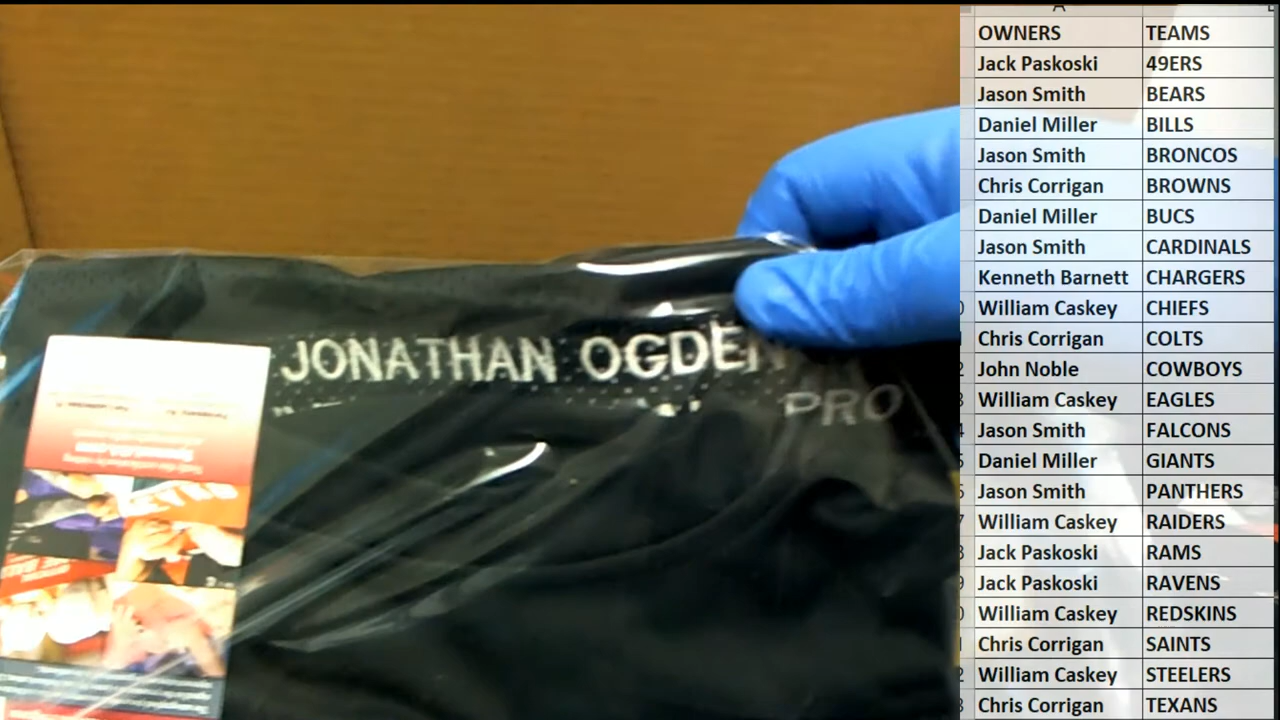 JONATHAN OGDEN
PRO
A
OWNERS TEAMS
Jack Paskoski 49ERS
Jason Smith BEARS
Daniel Miller BILLS
Jason Smith BRONCOS
Chris Corrigan BROWNS
Daniel Miller BUCS
Jason Smith CARDINALS
Kenneth Barnett CHARGERS
William Caskey CHIEFS
Chris Corrigan COLTS
John Noble COWBOYS
William Caskey EAGLES
Jason Smith FALCONS
Daniel Miller GIANTS
Jason Smith PANTHERS
William Caskey RAIDERS
Jack Paskoski RAMS
Jack Paskoski RAVENS
William Caskey REDSKINS
Chris Corrigan SAINTS
William Caskey STEELERS
Chris Corrigan TEXANS